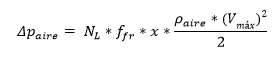 Δp_aire = N_L * f_fr * x * (ρ_aire * (V_máx)^2) / 2